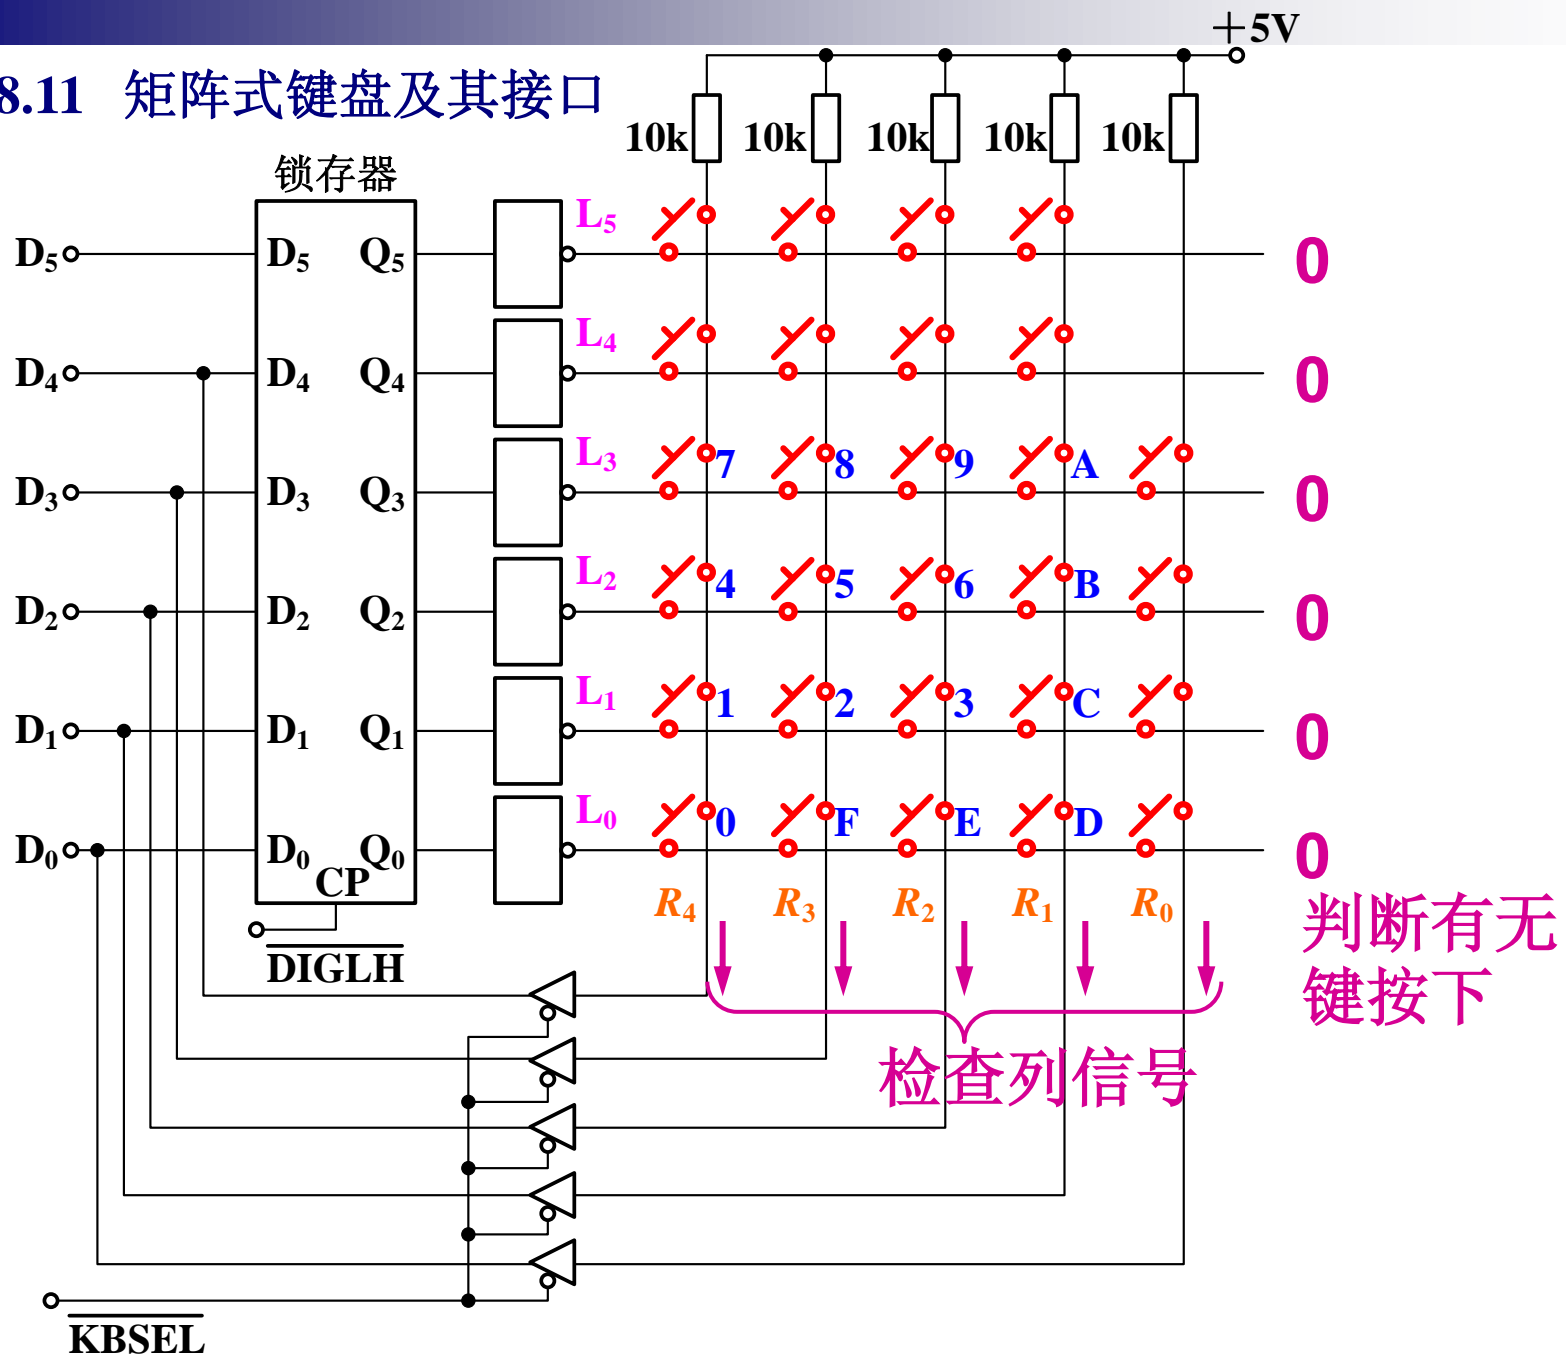 +5V
8.11 矩阵式键盘及其接口
10k 10k 10k 10k 10k
锁存器
L5
D5 D5 Q5 0
L4
D4 D4 Q4 0
L3 7 8 9 A
D3 D3 Q3 0
L2 4 5 6 B
D2 D2 Q2 0
L1 1 2 3 C
D1 D1 Q1 0
L0 0 F E D
D0 D0 Q0 0
CP
R4 R3 R2 R1 R0
判断有无
键按下
DIGLH
检查列信号
KBSEL